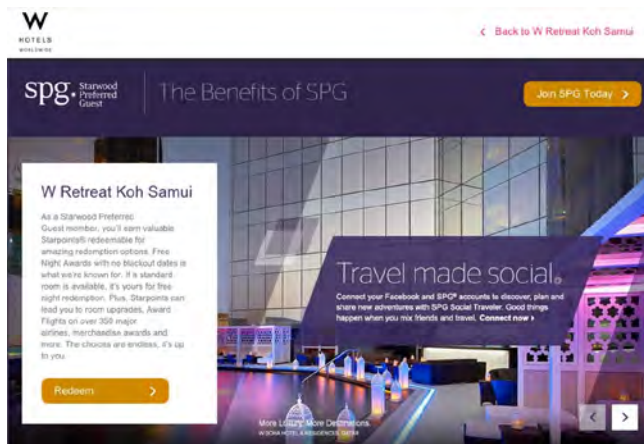 W
HOTELS
WORLDWIDE
Back to W Retreat Koh Samui
spg. Starwood
Preferred
Guest
The Benefits of SPG
Join SPG Today
W Retreat Koh Samui
As a Starwood Preferred
Guest member, you'll earn valuable
Starpoints® redeemable for
amazing redemption options. Free
Night Awards with no blackout dates is
what we're known for. If a standard
room is available, it's yours for free
night redemption. Plus, Starpoints can
lead you to room upgrades, Award
Flights on over 350 major
airlines, merchandise awards and
more. The choices are endless, it's up
to you.
Redeem
Travel made social.
Connect your Facebook and SPG® accounts to discover, plan and
share new adventures with SPG Social Traveler. Good things
happen when you mix friends and travel. Connect now
More Luxury. More Destinations.
W DOHA HOTEL & RESIDENCES, QATAR